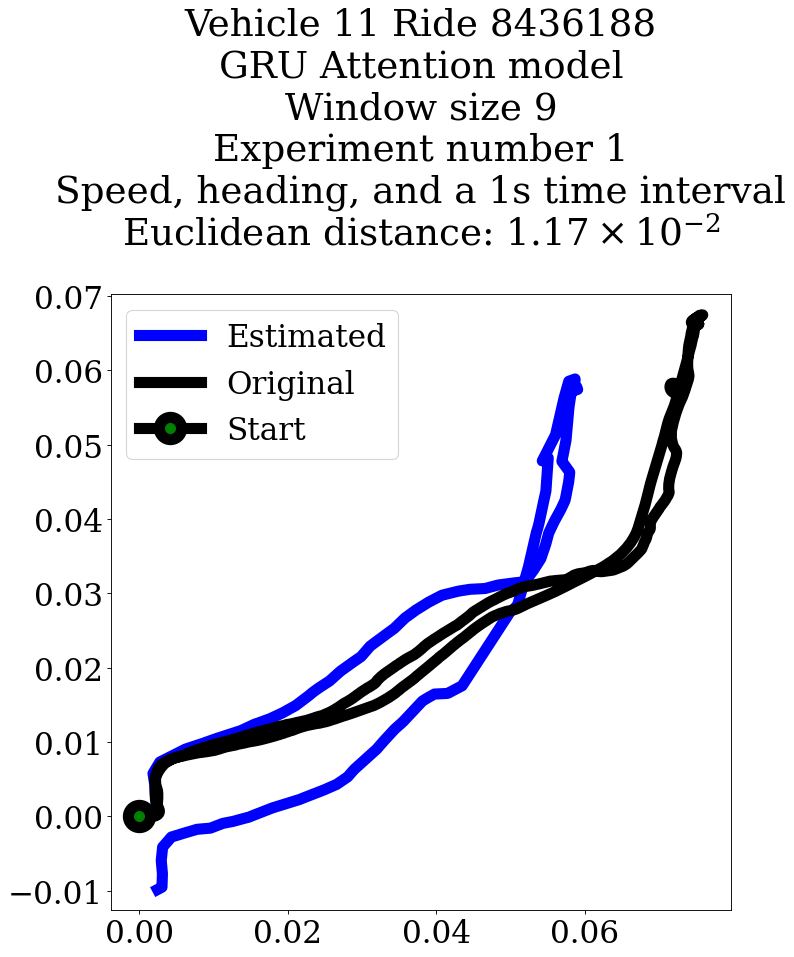 Vehicle 11 Ride 8436188
GRU Attention model
Window size 9
Experiment number 1
Speed, heading, and a 1s time interval
Euclidean distance: 1.17 × 10⁻²
0.07
0.06
0.05
0.04
0.03
0.02
0.01
0.00
−0.01
Estimated
Original
Start
0.00 0.02 0.04 0.06